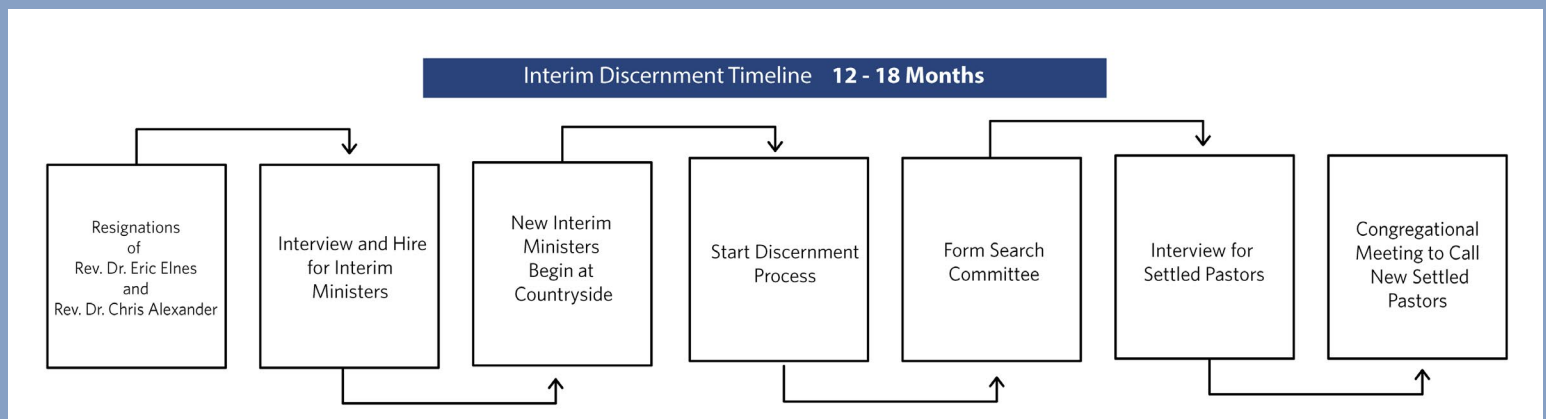 Interim Discernment Timeline 12 - 18 Months
Resignations
of
Rev. Dr. Eric Elnes
and
Rev. Dr. Chris Alexander
Interview and Hire
for Interim
Ministers
New Interim
Ministers
Begin at
Countryside
Start Discernment
Process
Form Search
Committee
Interview for
Settled Pastors
Congregational
Meeting to Call
New Settled
Pastors